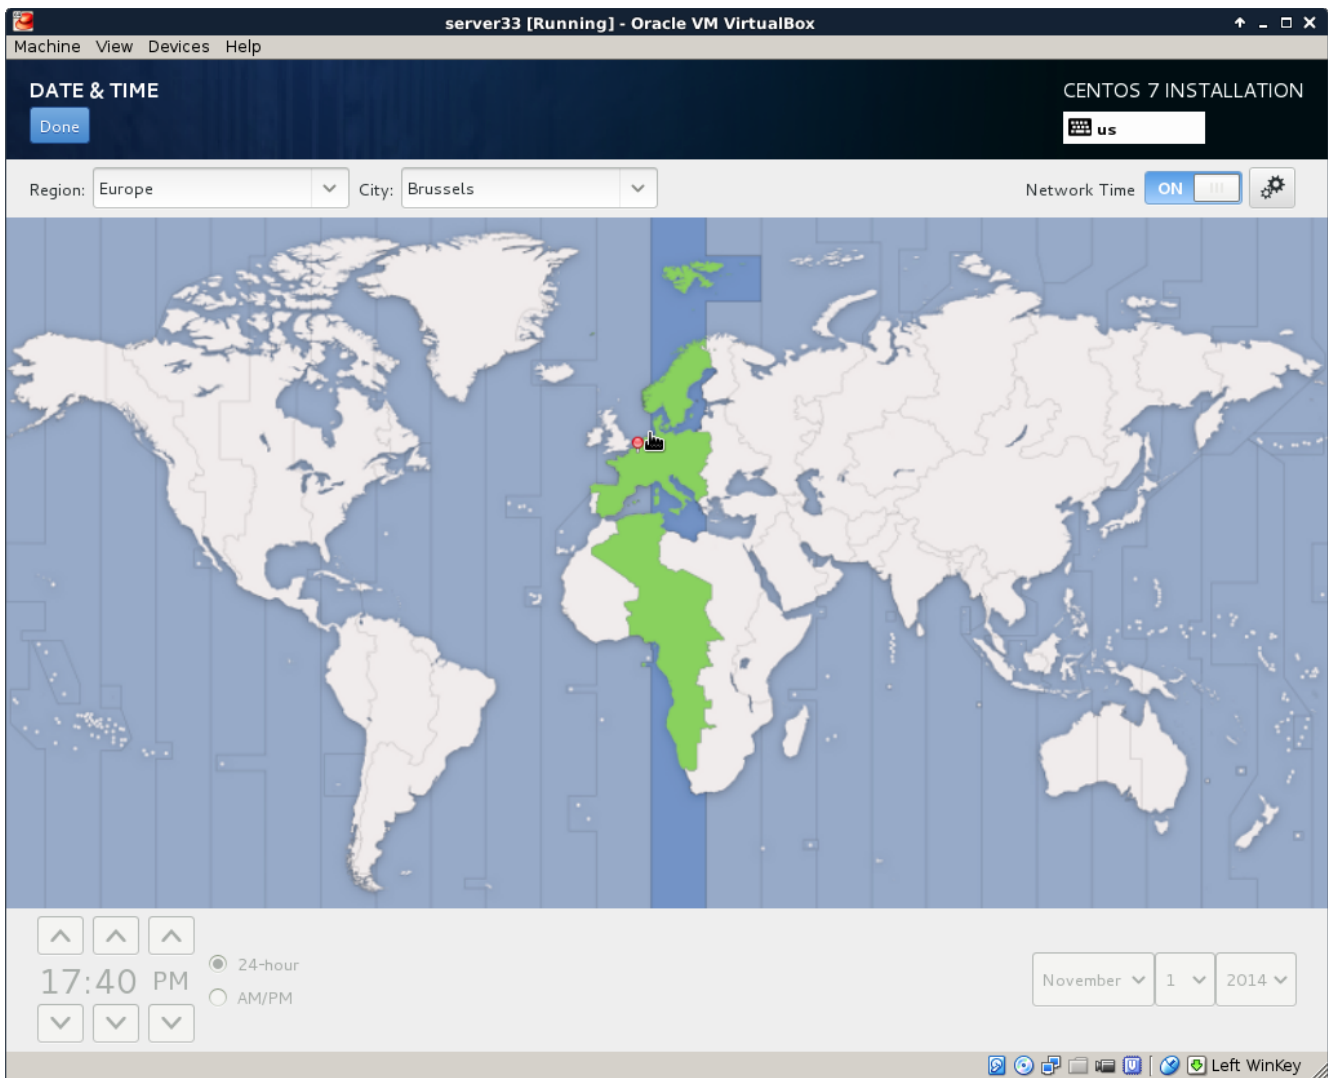 server33 [Running] - Oracle VM VirtualBox
Machine View Devices Help
DATE & TIME
CENTOS 7 INSTALLATION
Done
us
Region: Europe City: Brussels Network Time ON
24-hour
17:40 PM
AM/PM
November 1 2014
Left WinKey